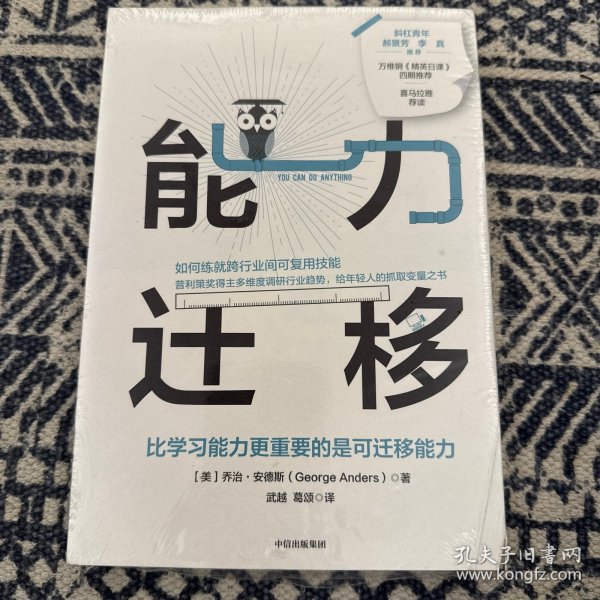 斜杠青年
郝景芳 李真
推荐
万维钢《精英日课》
四期推荐
喜马拉雅
荐读
能力
YOU CAN DO ANYTHING
如何练就跨行业间可复用技能
普利策奖得主多维度调研行业趋势，给年轻人的抓取变量之书
迁移
比学习能力更重要的是可迁移能力
[美]乔治·安德斯（George Anders）◎著
武越 葛颂◎译
中信出版集团
孔夫子旧书网
www.kongfz.com